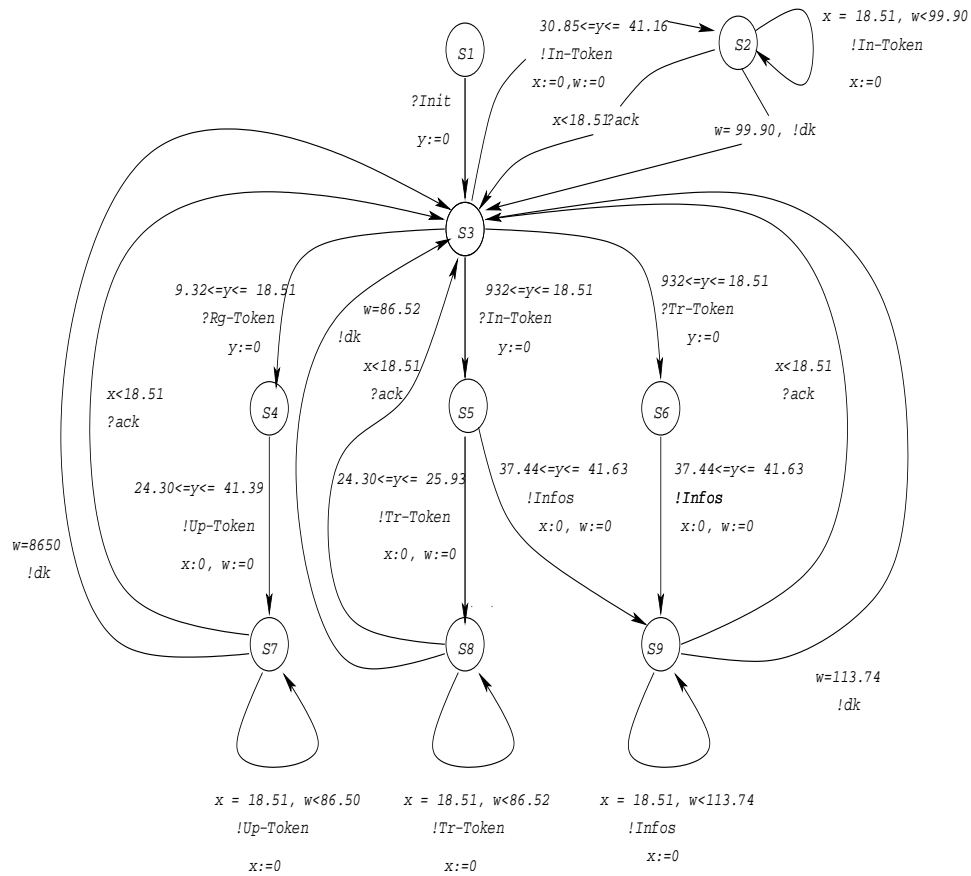 x = 18.51, w<99.90
!In-Token
x:=0
30.85<=y<= 41.16
!In-Token
x:=0,w:=0
S2
S1
?Init
y:=0
x<18.51?ack
w= 99.90, !dk
S3
9.32<=y<= 18.51
?Rg-Token
y:=0
w=86.52
!dk
x<18.51
?ack
932<=y<=18.51
?In-Token
y:=0
932<=y<= 18.51
?Tr-Token
y:=0
x<18.51
?ack
x<18.51
?ack
S4
S5
S6
24.30<=y<= 41.39
!Up-Token
x:0, w:=0
24.30<=y<= 25.93
!Tr-Token
x:0, w:=0
37.44<=y<= 41.63
!Infos
x:0, w:=0
37.44<=y<= 41.63
!Infos
x:0, w:=0
w=8650
!dk
S7
S8
S9
w=113.74
!dk
x = 18.51, w<86.50
!Up-Token
x:=0
x = 18.51, w<86.52
!Tr-Token
x:=0
x = 18.51, w<113.74
!Infos
x:=0